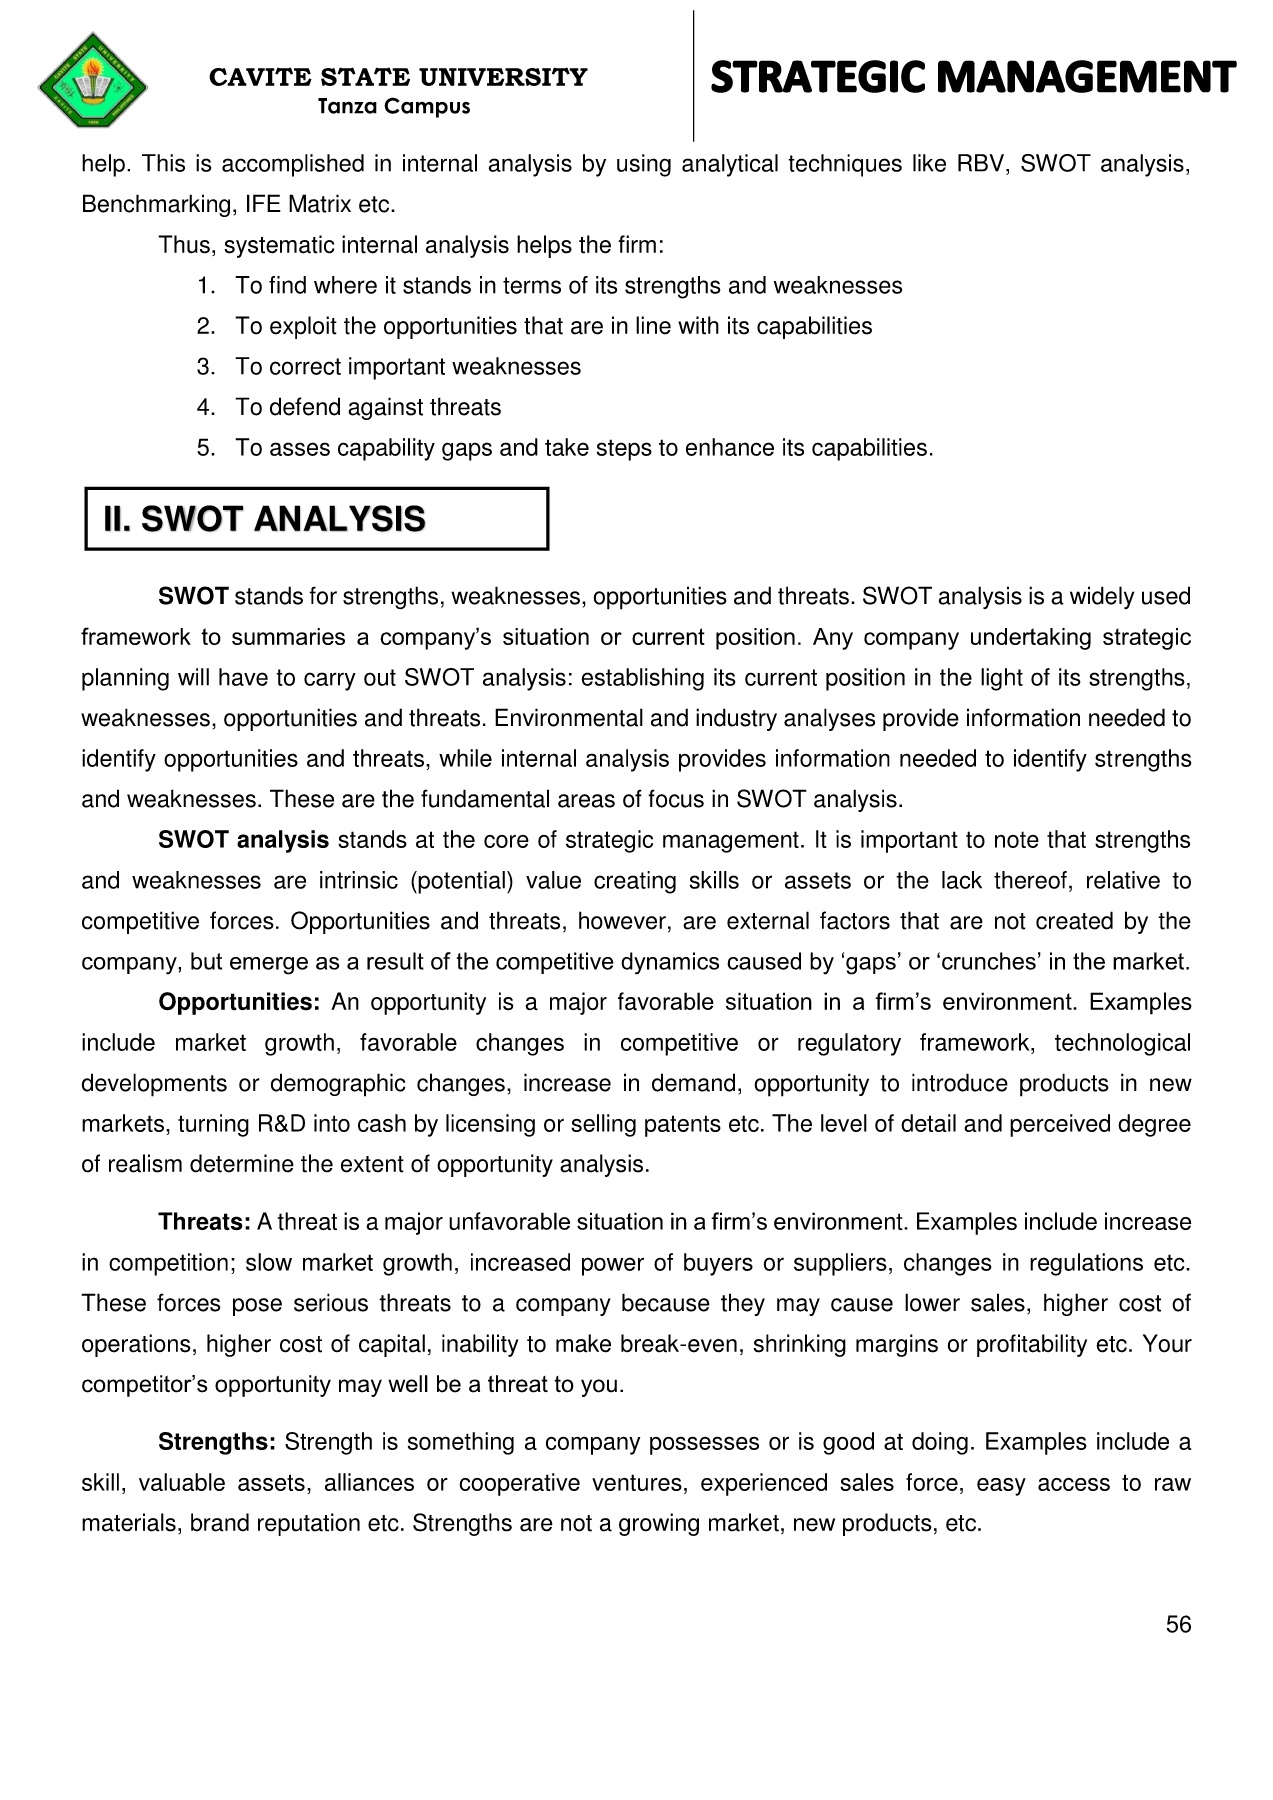 CAVITE STATE UNIVERSITY
Tanza Campus
STRATEGIC MANAGEMENT
help. This is accomplished in internal analysis by using analytical techniques like RBV, SWOT analysis,
Benchmarking, IFE Matrix etc.
Thus, systematic internal analysis helps the firm:
1. To find where it stands in terms of its strengths and weaknesses
2. To exploit the opportunities that are in line with its capabilities
3. To correct important weaknesses
4. To defend against threats
5. To asses capability gaps and take steps to enhance its capabilities.
II. SWOT ANALYSIS
SWOT stands for strengths, weaknesses, opportunities and threats. SWOT analysis is a widely used
framework to summaries a company’s situation or current position. Any company undertaking strategic
planning will have to carry out SWOT analysis: establishing its current position in the light of its strengths,
weaknesses, opportunities and threats. Environmental and industry analyses provide information needed to
identify opportunities and threats, while internal analysis provides information needed to identify strengths
and weaknesses. These are the fundamental areas of focus in SWOT analysis.
SWOT analysis stands at the core of strategic management. It is important to note that strengths
and weaknesses are intrinsic (potential) value creating skills or assets or the lack thereof, relative to
competitive forces. Opportunities and threats, however, are external factors that are not created by the
company, but emerge as a result of the competitive dynamics caused by ‘gaps’ or ‘crunches’ in the market.
Opportunities: An opportunity is a major favorable situation in a firm’s environment. Examples
include market growth, favorable changes in competitive or regulatory framework, technological
developments or demographic changes, increase in demand, opportunity to introduce products in new
markets, turning R&D into cash by licensing or selling patents etc. The level of detail and perceived degree
of realism determine the extent of opportunity analysis.
Threats: A threat is a major unfavorable situation in a firm’s environment. Examples include increase
in competition; slow market growth, increased power of buyers or suppliers, changes in regulations etc.
These forces pose serious threats to a company because they may cause lower sales, higher cost of
operations, higher cost of capital, inability to make break-even, shrinking margins or profitability etc. Your
competitor’s opportunity may well be a threat to you.
Strengths: Strength is something a company possesses or is good at doing. Examples include a
skill, valuable assets, alliances or cooperative ventures, experienced sales force, easy access to raw
materials, brand reputation etc. Strengths are not a growing market, new products, etc.
56